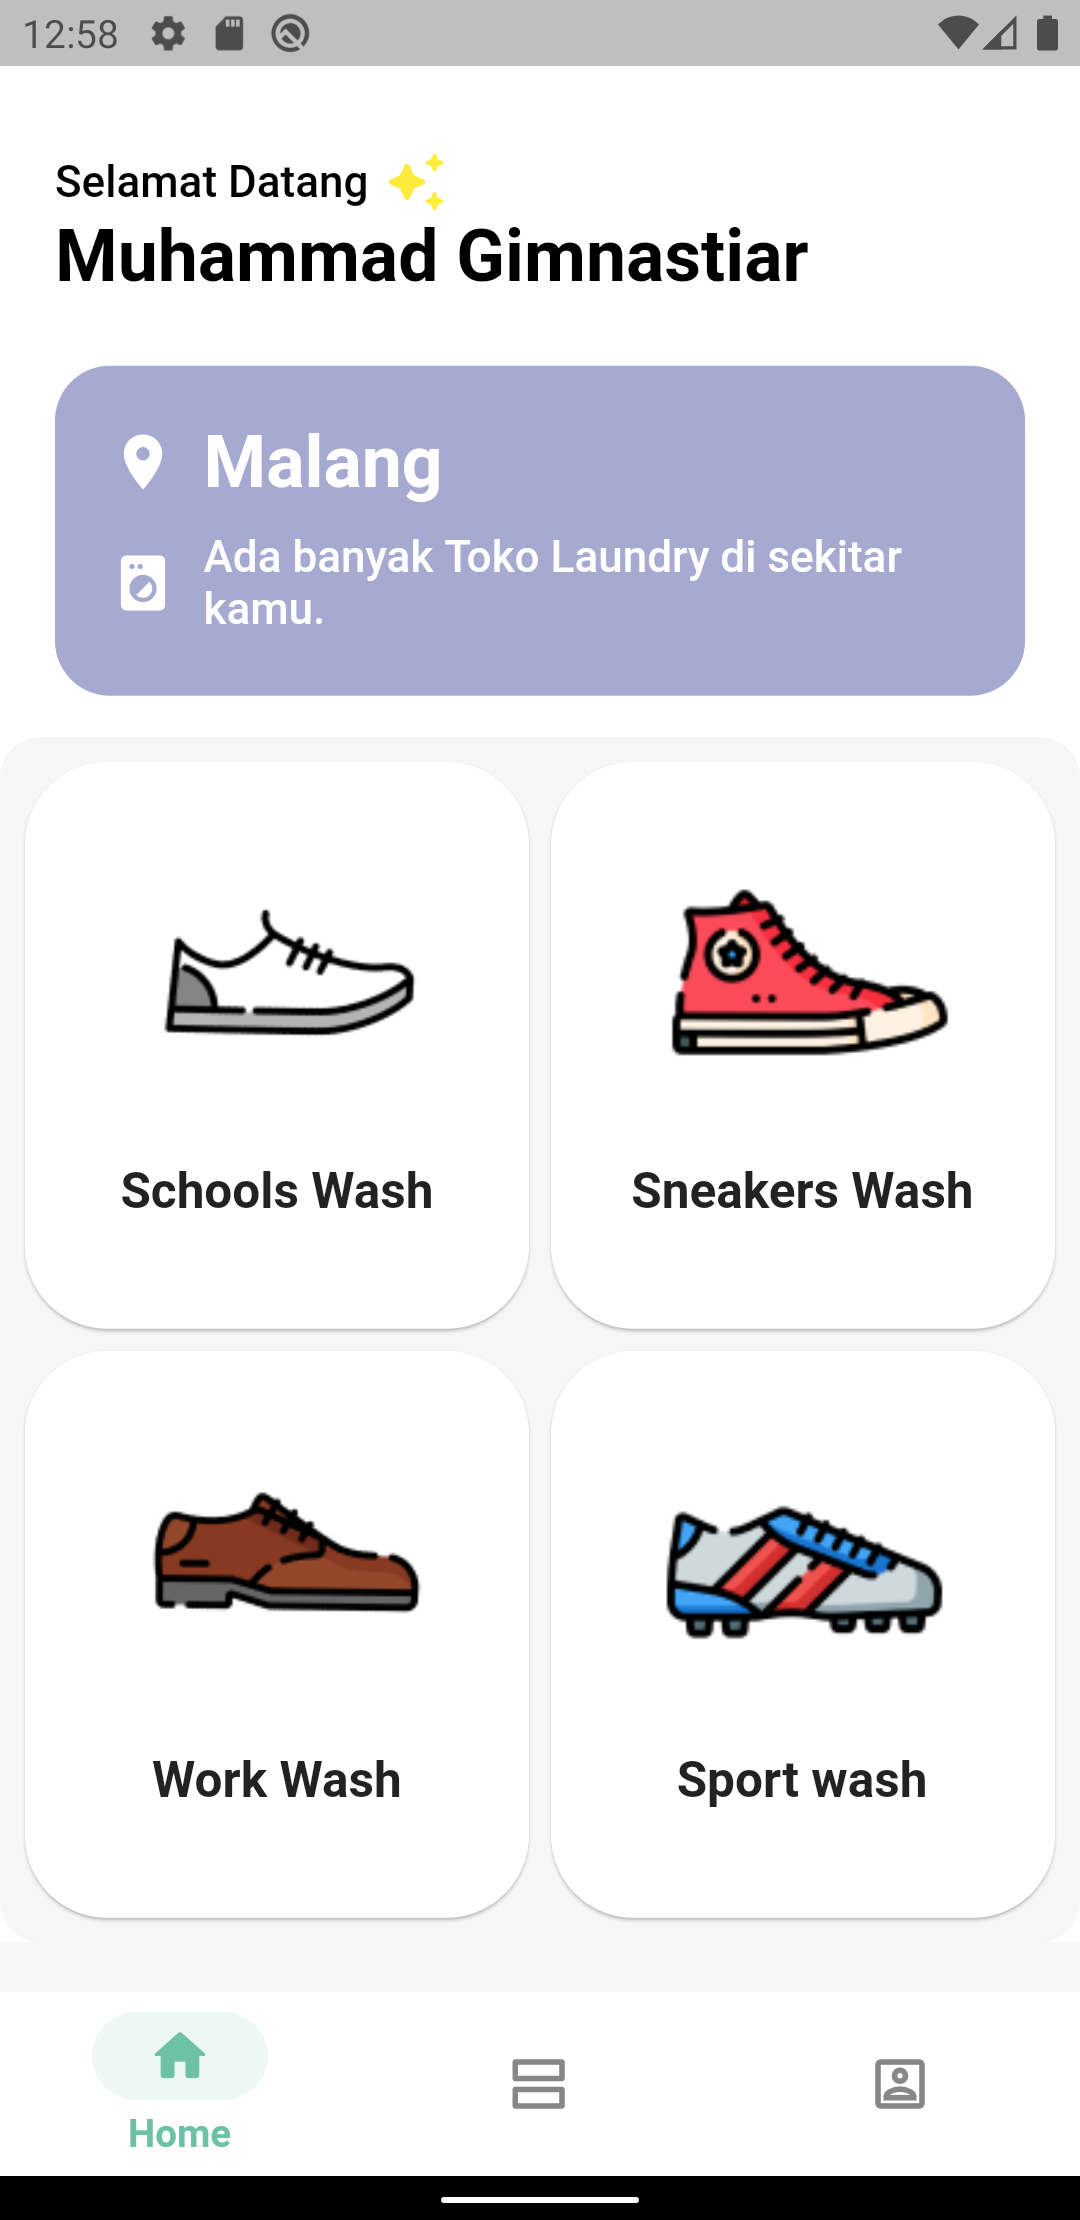 12:58
Selamat Datang
Muhammad Gimnastiar
Malang
Ada banyak Toko Laundry di sekitar
kamu.
Schools Wash
Sneakers Wash
Work Wash
Sport wash
Home